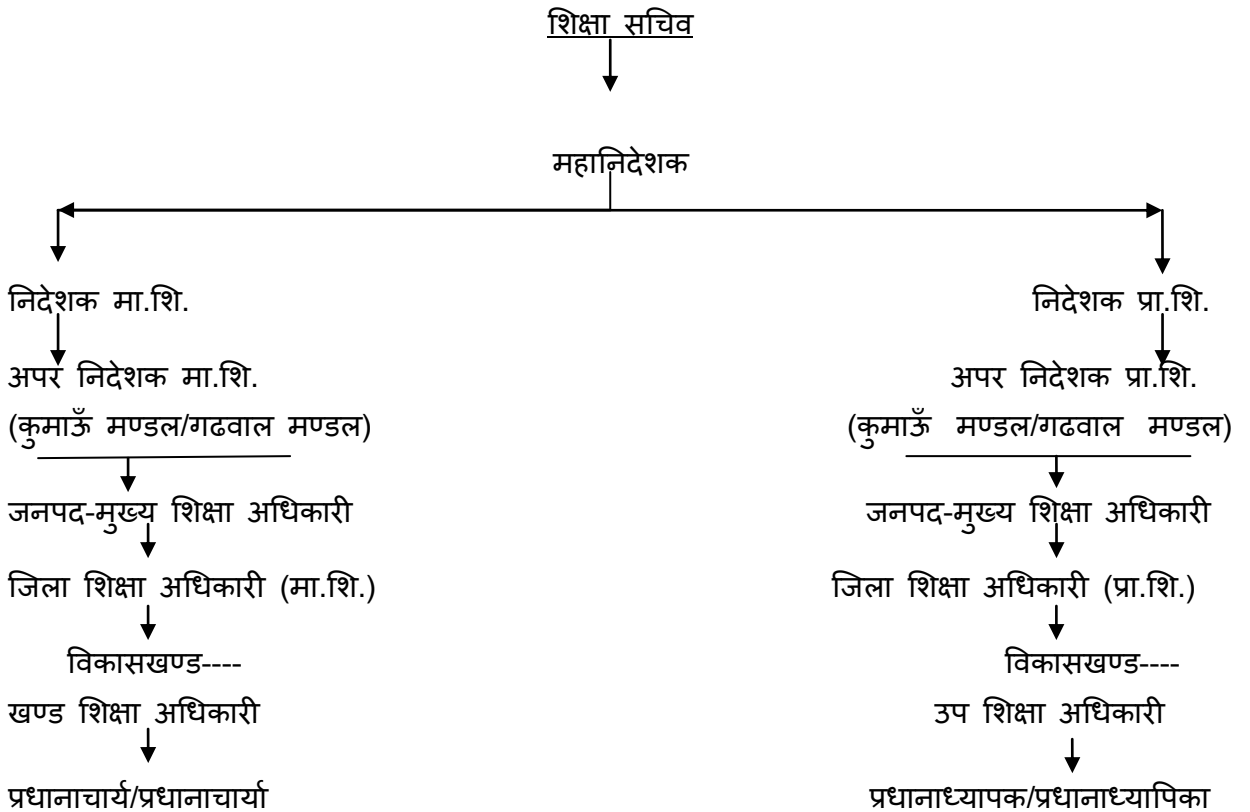 शिक्षा सचिव
महानिदेशक
निदेशक मा.शि.
निदेशक प्रा.शि.
अपर निदेशक मा.शि.
अपर निदेशक प्रा.शि.
(कुमाऊँ मण्डल/गढवाल मण्डल)
(कुमाऊँ मण्डल/गढवाल मण्डल)
जनपद-मुख्य शिक्षा अधिकारी
जनपद-मुख्य शिक्षा अधिकारी
जिला शिक्षा अधिकारी (मा.शि.)
जिला शिक्षा अधिकारी (प्रा.शि.)
विकासखण्ड----
विकासखण्ड----
खण्ड शिक्षा अधिकारी
उप शिक्षा अधिकारी
प्रधानाचार्य/प्रधानाचार्या
प्रधानाध्यापक/प्रधानाध्यापिका